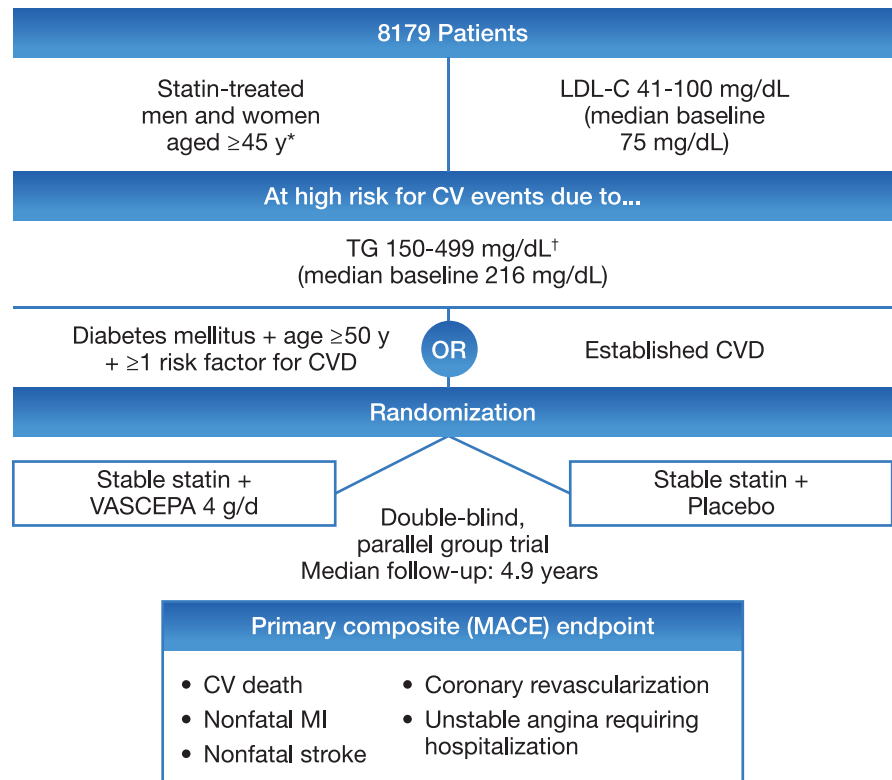 8179 Patients
Statin-treated
men and women
aged ≥45 y*
LDL-C 41-100 mg/dL
(median baseline
75 mg/dL)
At high risk for CV events due to...
TG 150-499 mg/dL†
(median baseline 216 mg/dL)
Diabetes mellitus + age ≥50 y
+ ≥1 risk factor for CVD
OR
Established CVD
Randomization
Stable statin +
VASCEPA 4 g/d
Stable statin +
Placebo
Double-blind,
parallel group trial
Median follow-up: 4.9 years
Primary composite (MACE) endpoint
• CV death
• Nonfatal MI
• Nonfatal stroke
• Coronary revascularization
• Unstable angina requiring
hospitalization